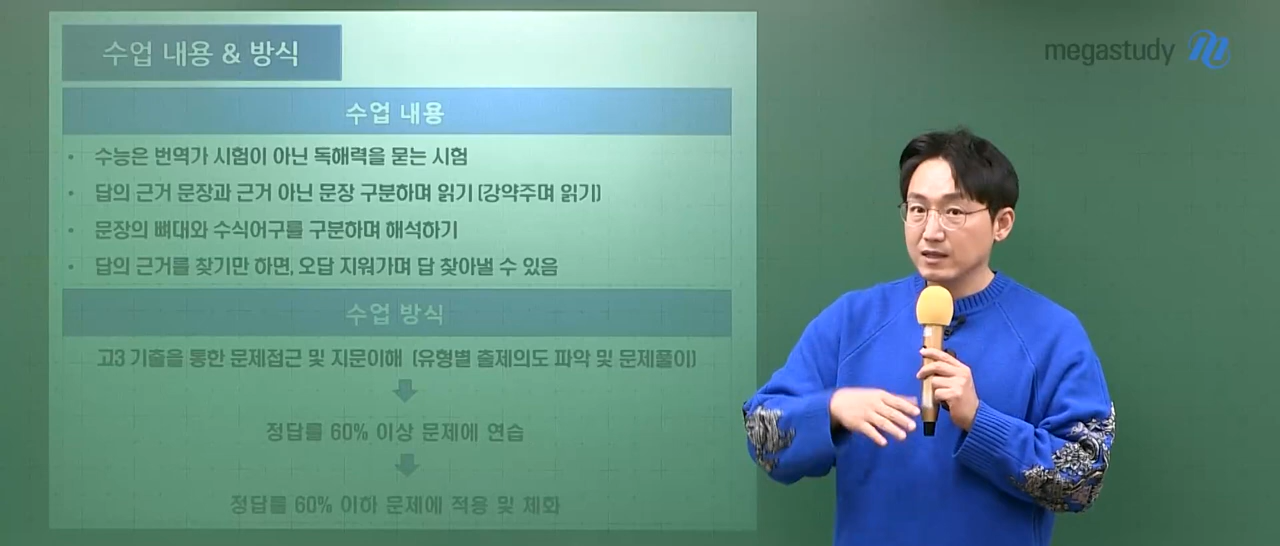 수업 내용 & 방식
megastudy
수업 내용
• 수능은 번역가 시험이 아닌 독해력을 묻는 시험
• 답의 근거 문장과 근거 아닌 문장 구분하며 읽기 (강약주며 읽기)
• 문장의 뼈대와 수식어구를 구분하며 해석하기
• 답의 근거를 찾기만 하면, 오답 지워가며 답 찾아낼 수 있음
수업 방식
고3 기출을 통한 문제접근 및 지문이해 (유형별 출제의도 파악 및 문제풀이)
정답률 60% 이상 문제에 연습
정답률 60% 이하 문제에 적용 및 체화